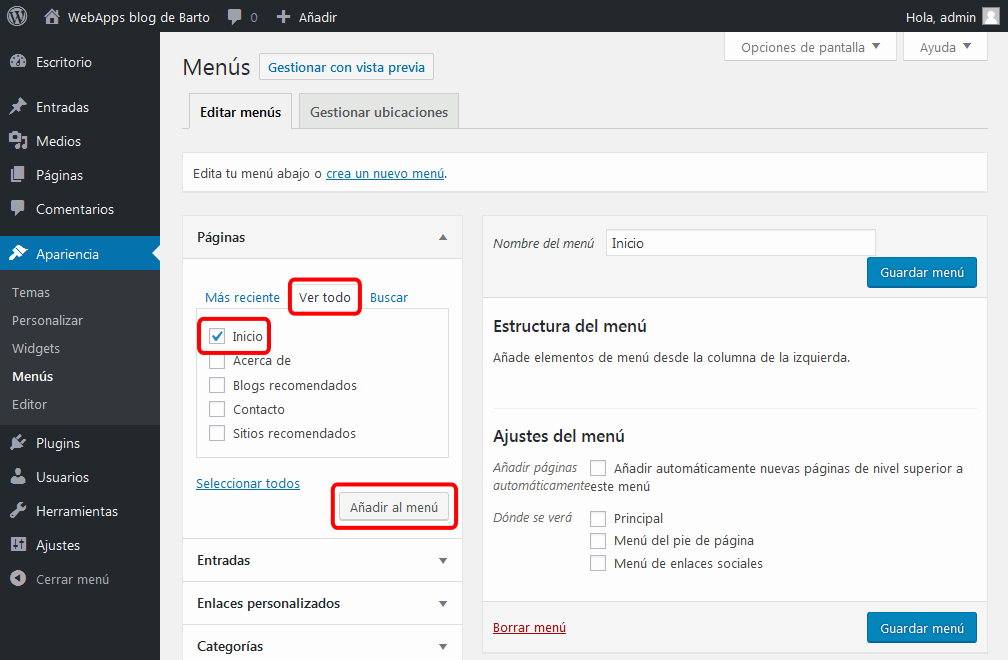 WebApps blog de Barto 0 Añadir Hola, admin
Escritorio
Entradas
Medios
Páginas
Comentarios
Apariencia
Temas
Personalizar
Widgets
Menús
Editor
Plugins
Usuarios
Herramientas
Ajustes
Cerrar menú
Opciones de pantalla Ayuda
Menús Gestionar con vista previa
Editar menús Gestionar ubicaciones
Edita tu menú abajo o crea un nuevo menú.
Páginas
Más reciente Ver todo Buscar
Inicio
Acerca de
Blogs recomendados
Contacto
Sitios recomendados
Seleccionar todos
Añadir al menú
Entradas
Enlaces personalizados
Categorías
Nombre del menú Inicio
Guardar menú
Estructura del menú
Añade elementos de menú desde la columna de la izquierda.
Ajustes del menú
Añadir páginas automáticamente
Añadir automáticamente nuevas páginas de nivel superior a
este menú
Dónde se verá
Principal
Menú del pie de página
Menú de enlaces sociales
Borrar menú
Guardar menú